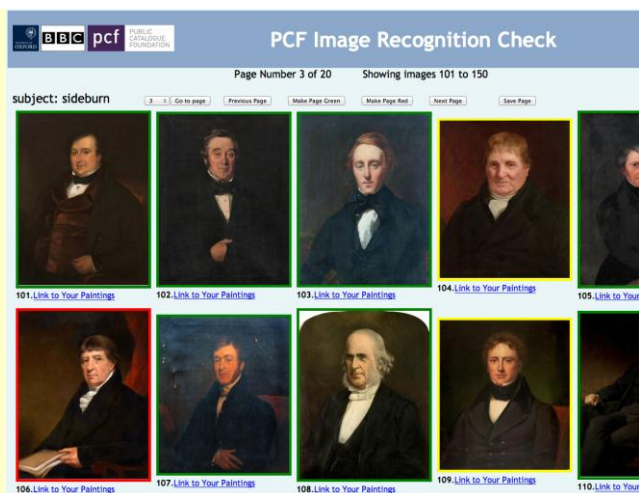 UNIVERSITY OF OXFORD
BBC
pcf
PUBLIC
CATALOGUE
FOUNDATION
PCF Image Recognition Check
Page Number 3 of 20 Showing images 101 to 150
subject: sideburn 3 Go to page Previous Page Make Page Green Make Page Red Next Page Save Page
101.Link to Your Paintings 102.Link to Your Paintings 103.Link to Your Paintings 104.Link to Your Paintings 105.Link to Your
106.Link to Your Paintings 107.Link to Your Paintings 108.Link to Your Paintings 109.Link to Your Paintings 110.Link to Your